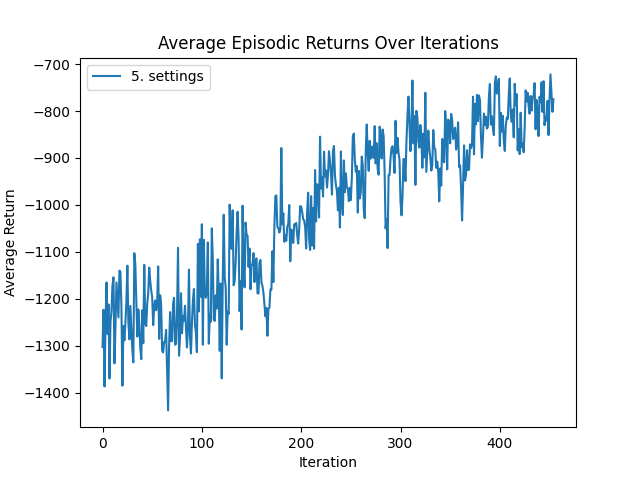 Average Episodic Returns Over Iterations
5. settings
Average Return
−700
−800
−900
−1000
−1100
−1200
−1300
−1400
0 100 200 300 400
Iteration